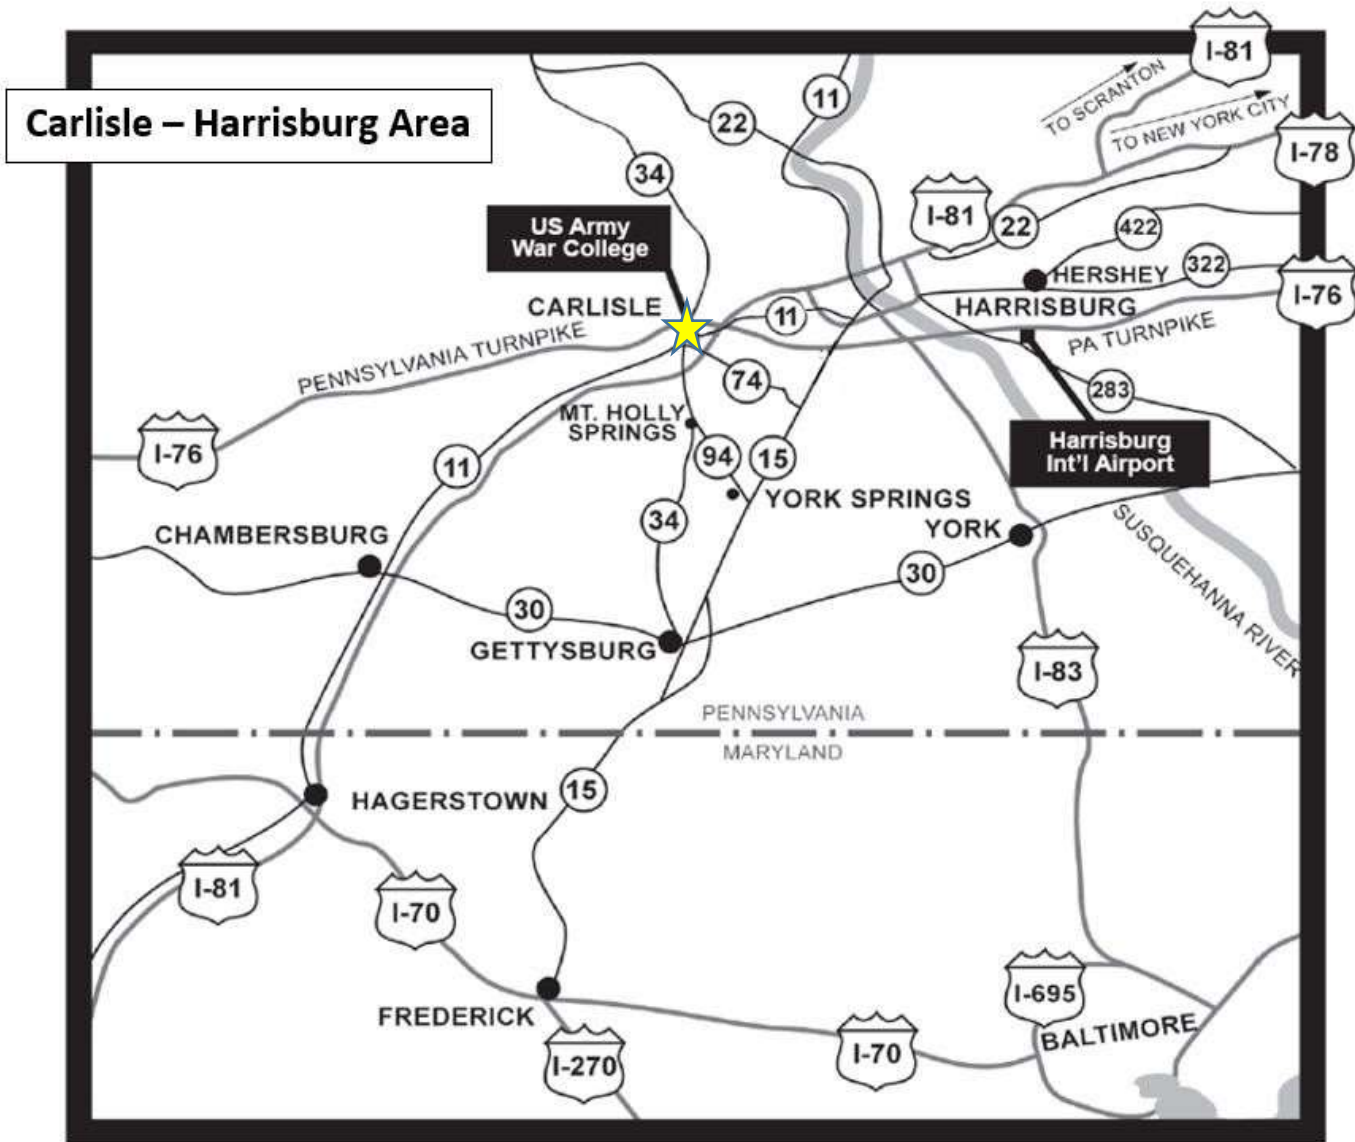 I-81
TO SCRANTON
11
Carlisle – Harrisburg Area
22
TO NEW YORK CITY
I-78
34
I-81
22
422
US Army
War College
322
HERSHEY
I-76
CARLISLE
11
HARRISBURG
PENNSYLVANIA TURNPIKE
PA TURNPIKE
74
283
MT. HOLLY
SPRINGS
I-76
11
94
15
Harrisburg
Int'l Airport
YORK SPRINGS
34
YORK
CHAMBERSBURG
SUSQUEHANNA RIVER
30
30
GETTYSBURG
I-83
PENNSYLVANIA
MARYLAND
15
HAGERSTOWN
I-81
I-70
I-695
FREDERICK
BALTIMORE
I-270
I-70